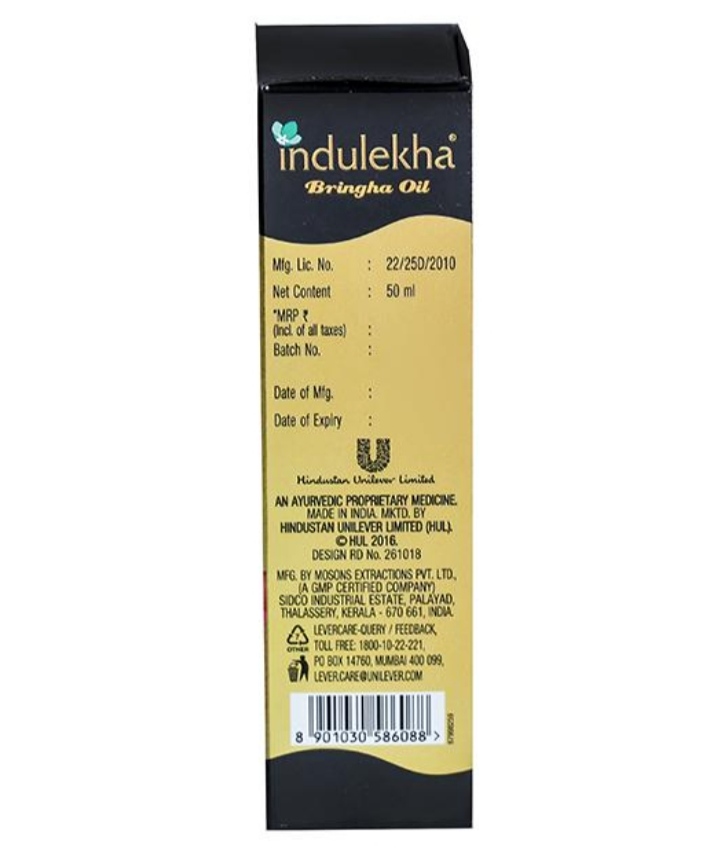 indulekha®
Bringha Oil
Mfg. Lic. No. : 22/25D/2010
Net Content : 50 ml
*MRP ₹
(Incl. of all taxes) :
Batch No. :
Date of Mfg. :
Date of Expiry :
U
Hindustan Unilever Limited
AN AYURVEDIC PROPRIETARY MEDICINE.
MADE IN INDIA. MKTD. BY
HINDUSTAN UNILEVER LIMITED (HUL).
© HUL 2016.
DESIGN RD No. 261018
MFG. BY MOSONS EXTRACTIONS PVT. LTD.,
(A GMP CERTIFIED COMPANY)
SIDCO INDUSTRIAL ESTATE, PALAYAD,
THALASSERY, KERALA - 670 661, INDIA.
7
OTHER
LEVERCARE-QUERY / FEEDBACK,
TOLL FREE: 1800-10-22-221,
PO BOX 14760, MUMBAI 400 099,
LEVER.CARE@UNILEVER.COM
8 901030 586088 >